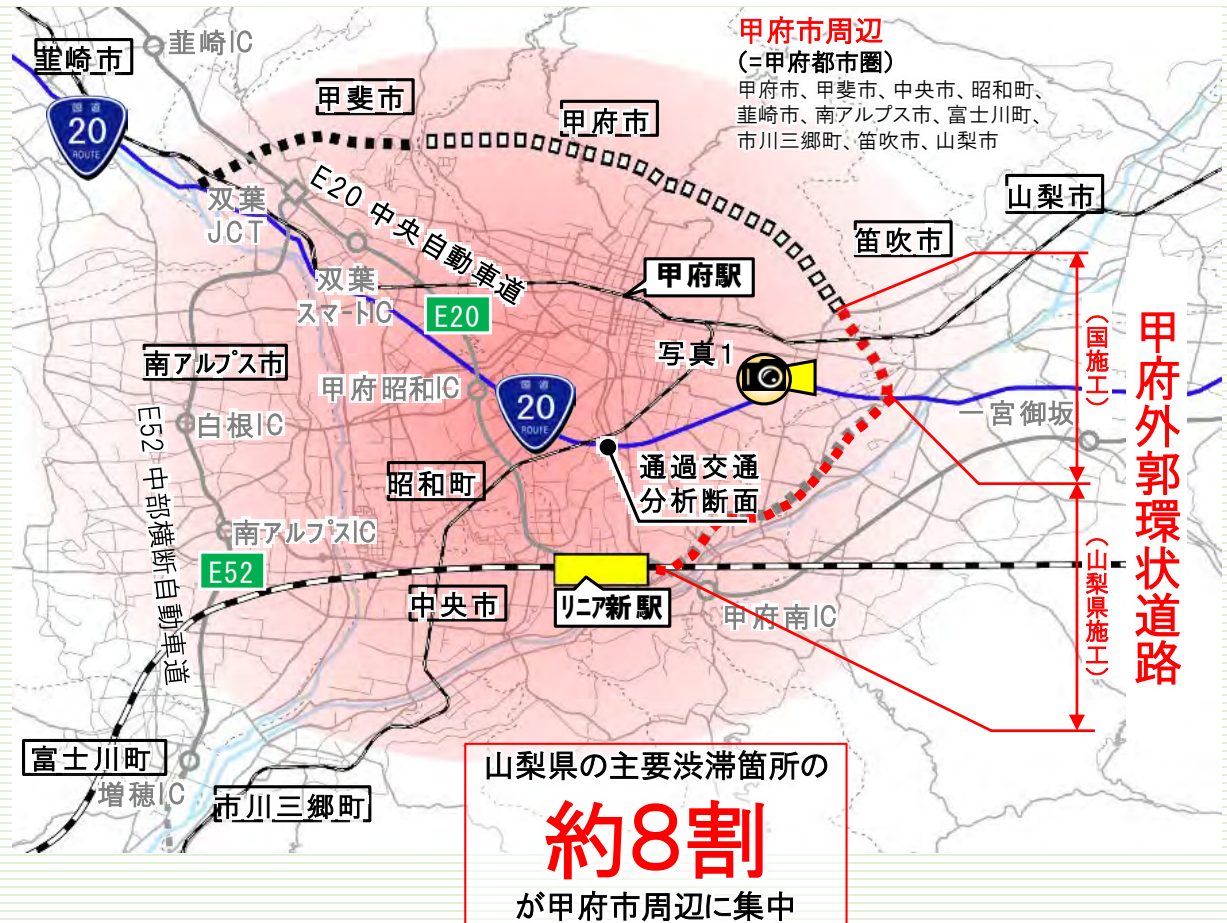 甲府市周辺
(=甲府都市圏)
甲府市、甲斐市、中央市、昭和町、
韮崎市、南アルプス市、富士川町、
市川三郷町、笛吹市、山梨市
韮崎市
韮崎IC
国道
20
ROUTE
甲斐市
甲府市
山梨市
笛吹市
双葉
JCT
E20 中央自動車道
双葉
スマートIC
E20
甲府駅
写真1
南アルプス市
甲府昭和IC
国道
20
ROUTE
一宮御坂
白根IC
E52 中部横断自動車道
昭和町
通過交通
分析断面
南アルプスIC
E52
中央市
リニア新駅
甲府南IC
(国施工)
(山梨県施工)
甲府外郭環状道路
富士川町
増穂IC
市川三郷町
山梨県の主要渋滞箇所の
約8割
が甲府市周辺に集中